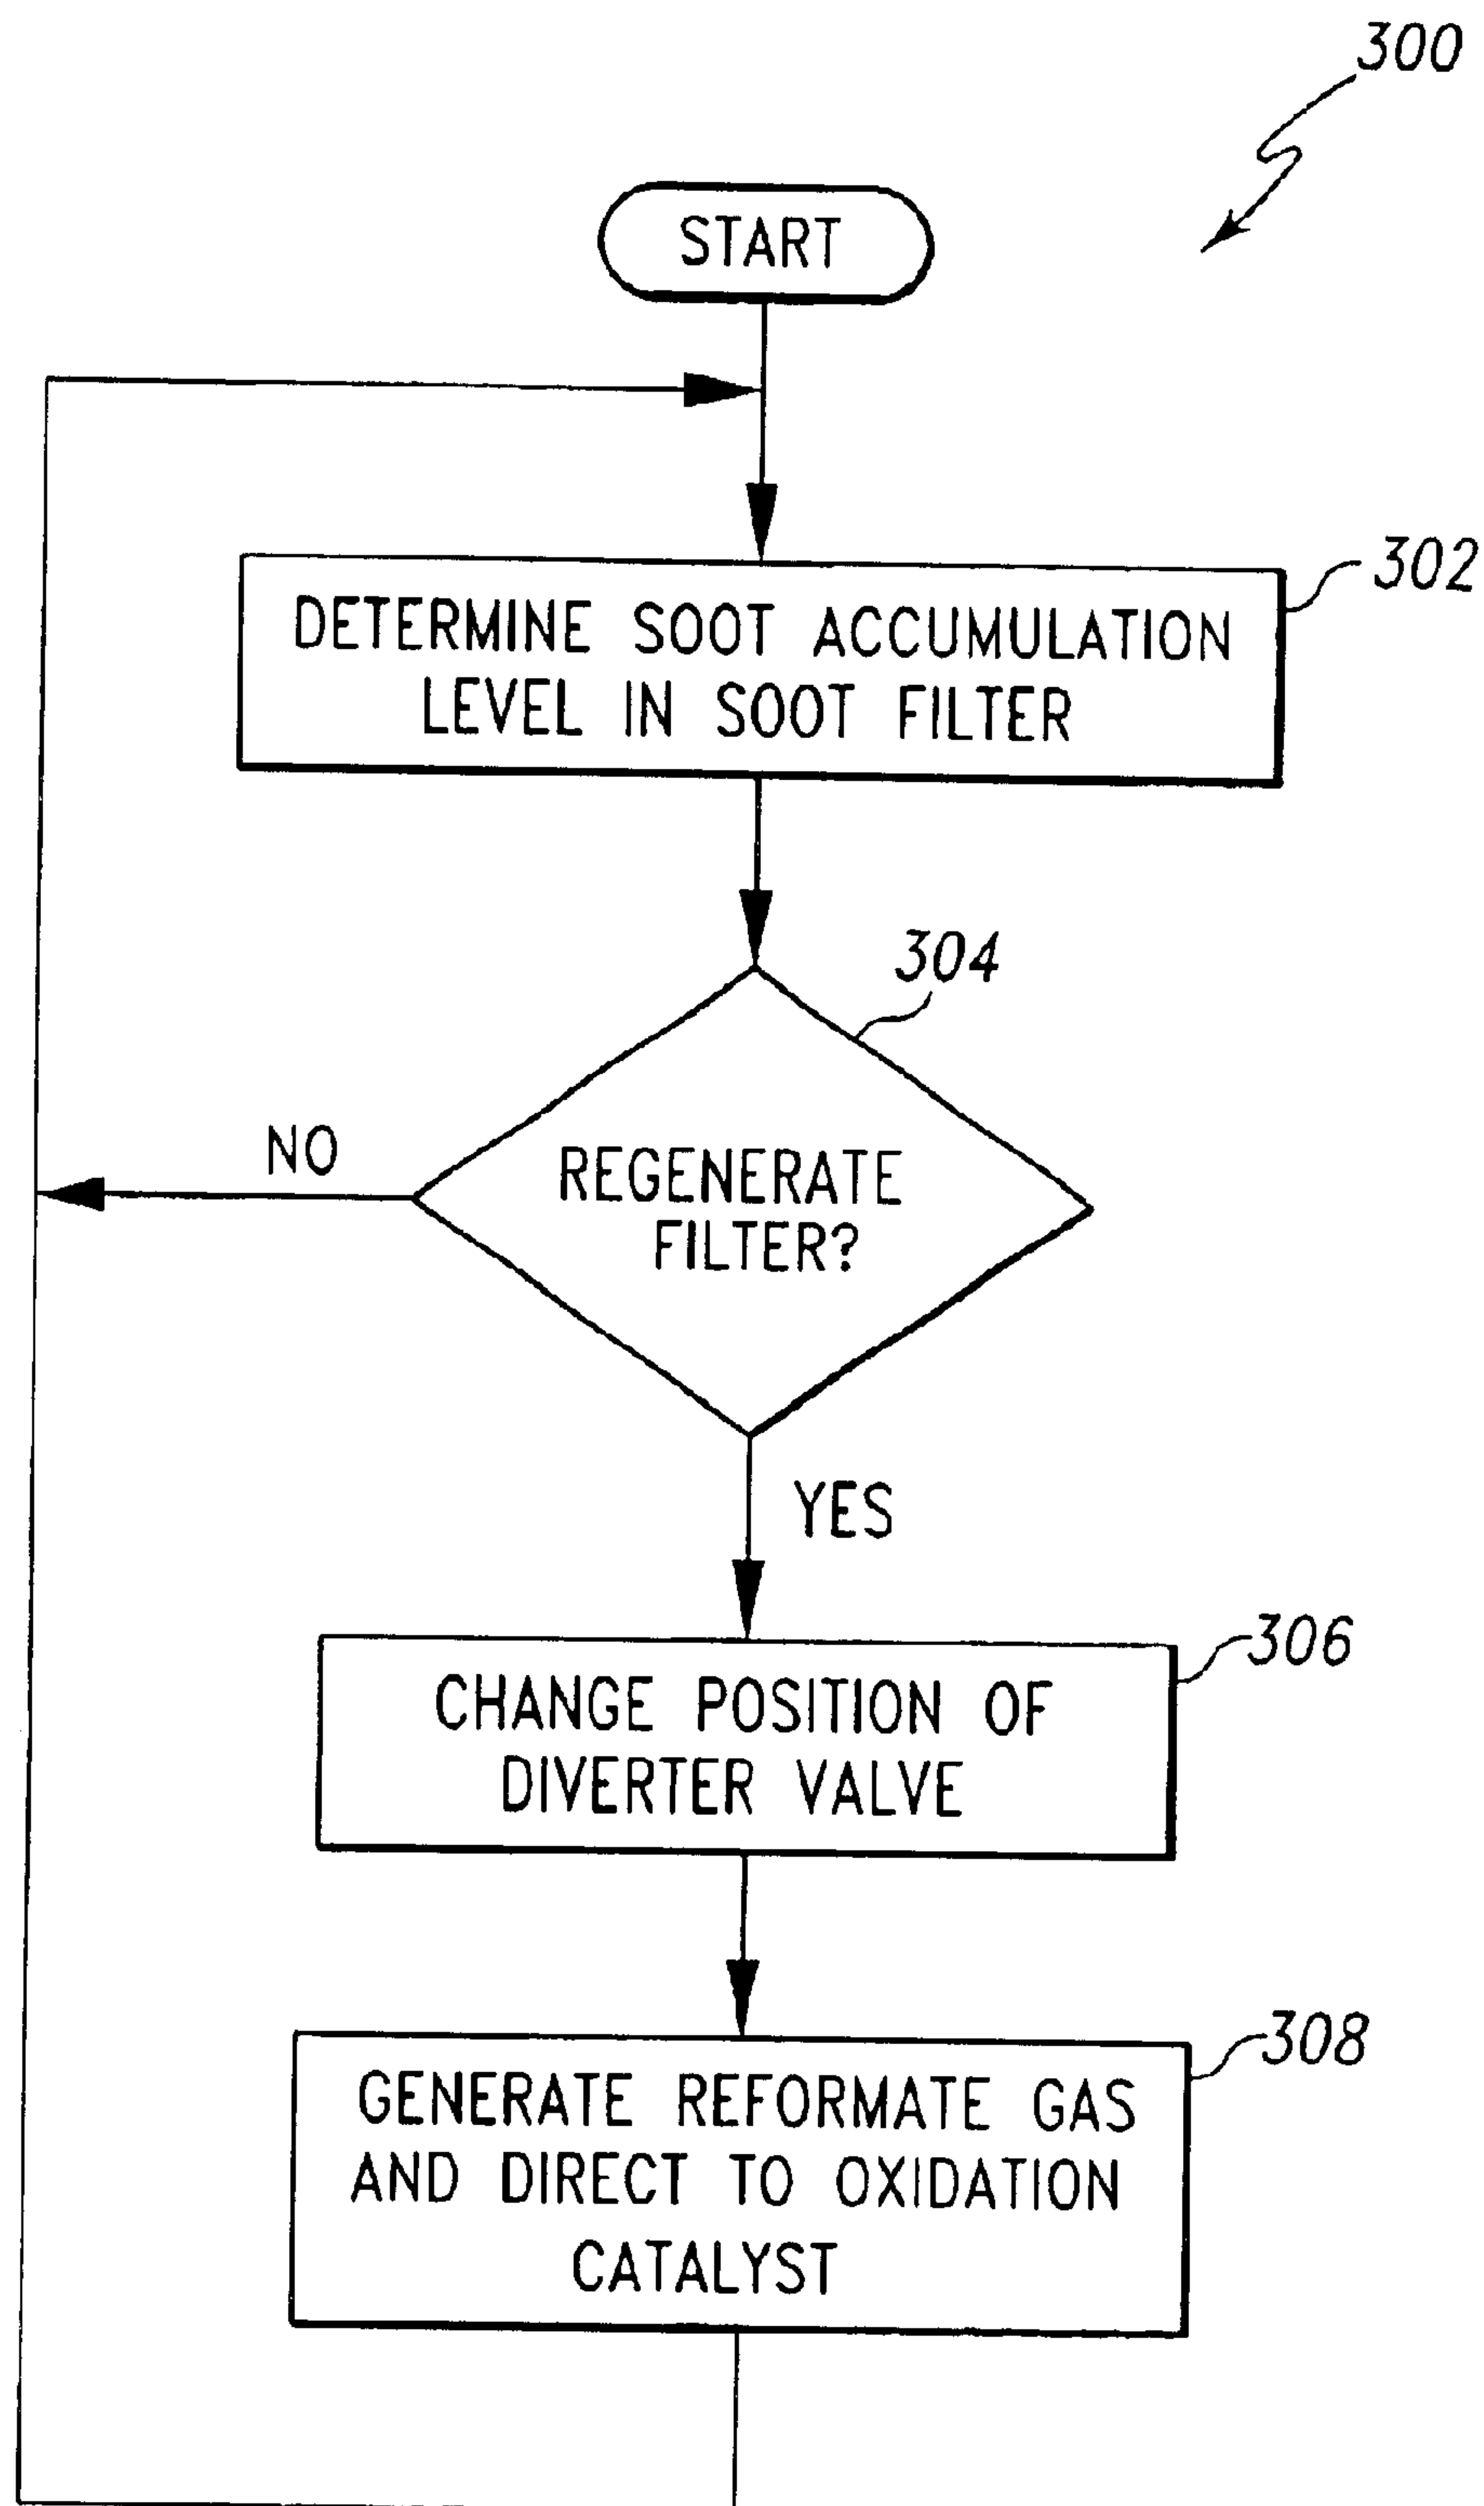 300
START
302
DETERMINE SOOT ACCUMULATION
LEVEL IN SOOT FILTER
304
NO
REGENERATE
FILTER?
YES
306
CHANGE POSITION OF
DIVERTER VALVE
308
GENERATE REFORMATE GAS
AND DIRECT TO OXIDATION
CATALYST